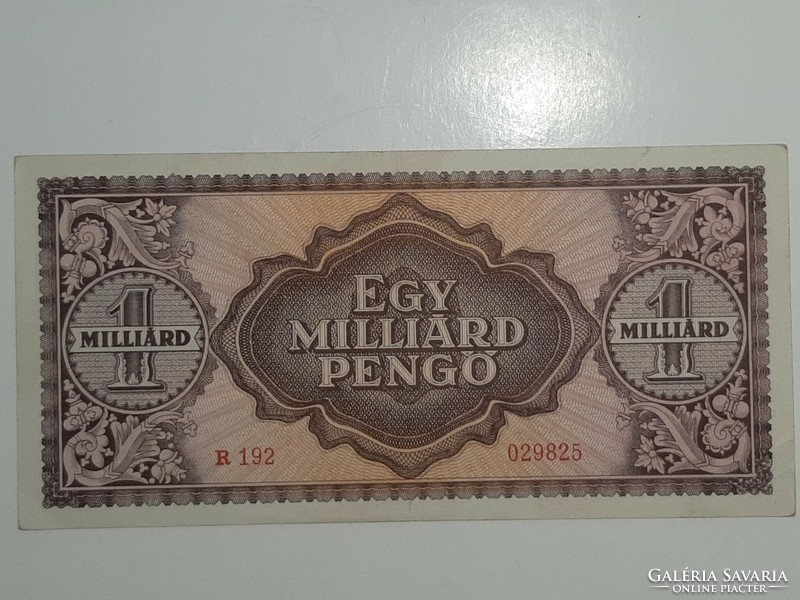 EGY
MILLIÁRD
PENGŐ
1
MILLIÁRD
1
MILLIÁRD
R 192
029825
GALÉRIA SAVARIA
ONLINE PIACTÉR